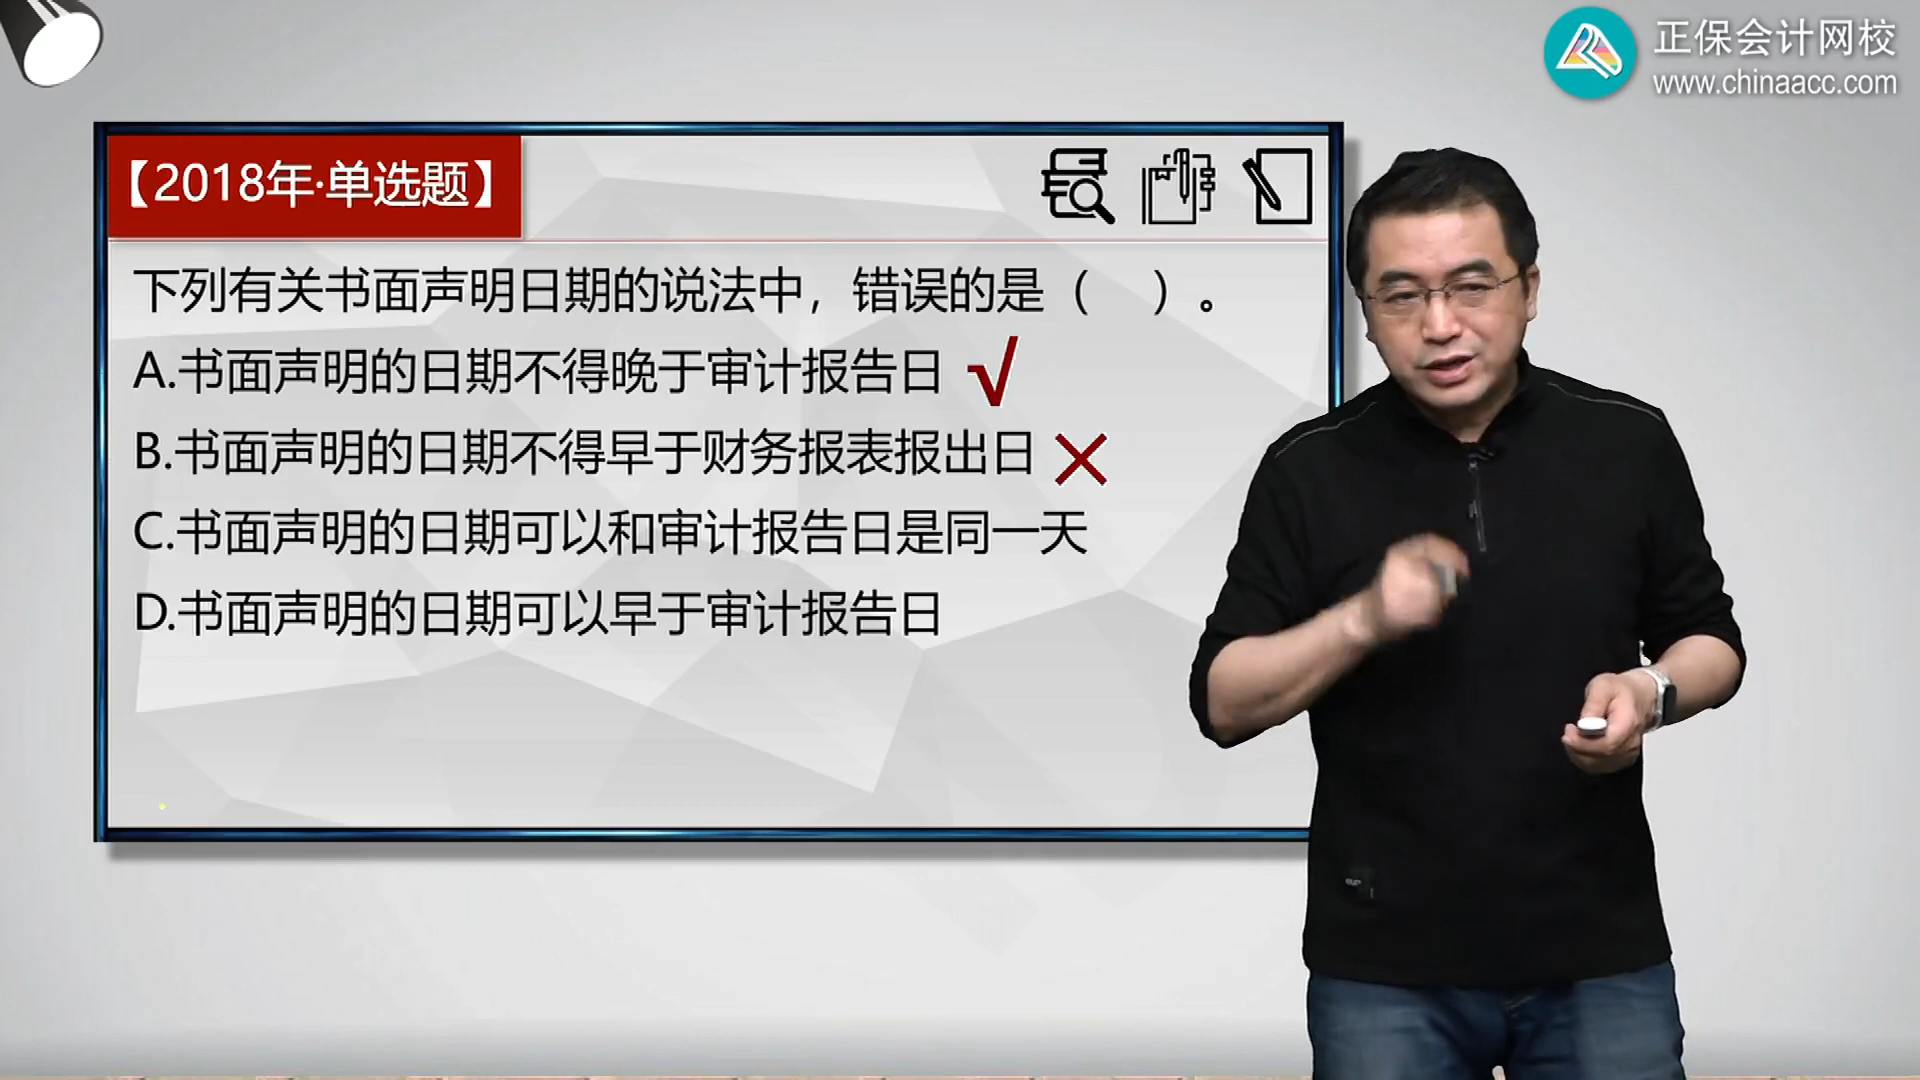 正保会计网校
www.chinaacc.com
【2018年·单选题】
下列有关书面声明日期的说法中，错误的是（ ）。
A.书面声明的日期不得晚于审计报告日 √
B.书面声明的日期不得早于财务报表报出日 ×
C.书面声明的日期可以和审计报告日是同一天
D.书面声明的日期可以早于审计报告日